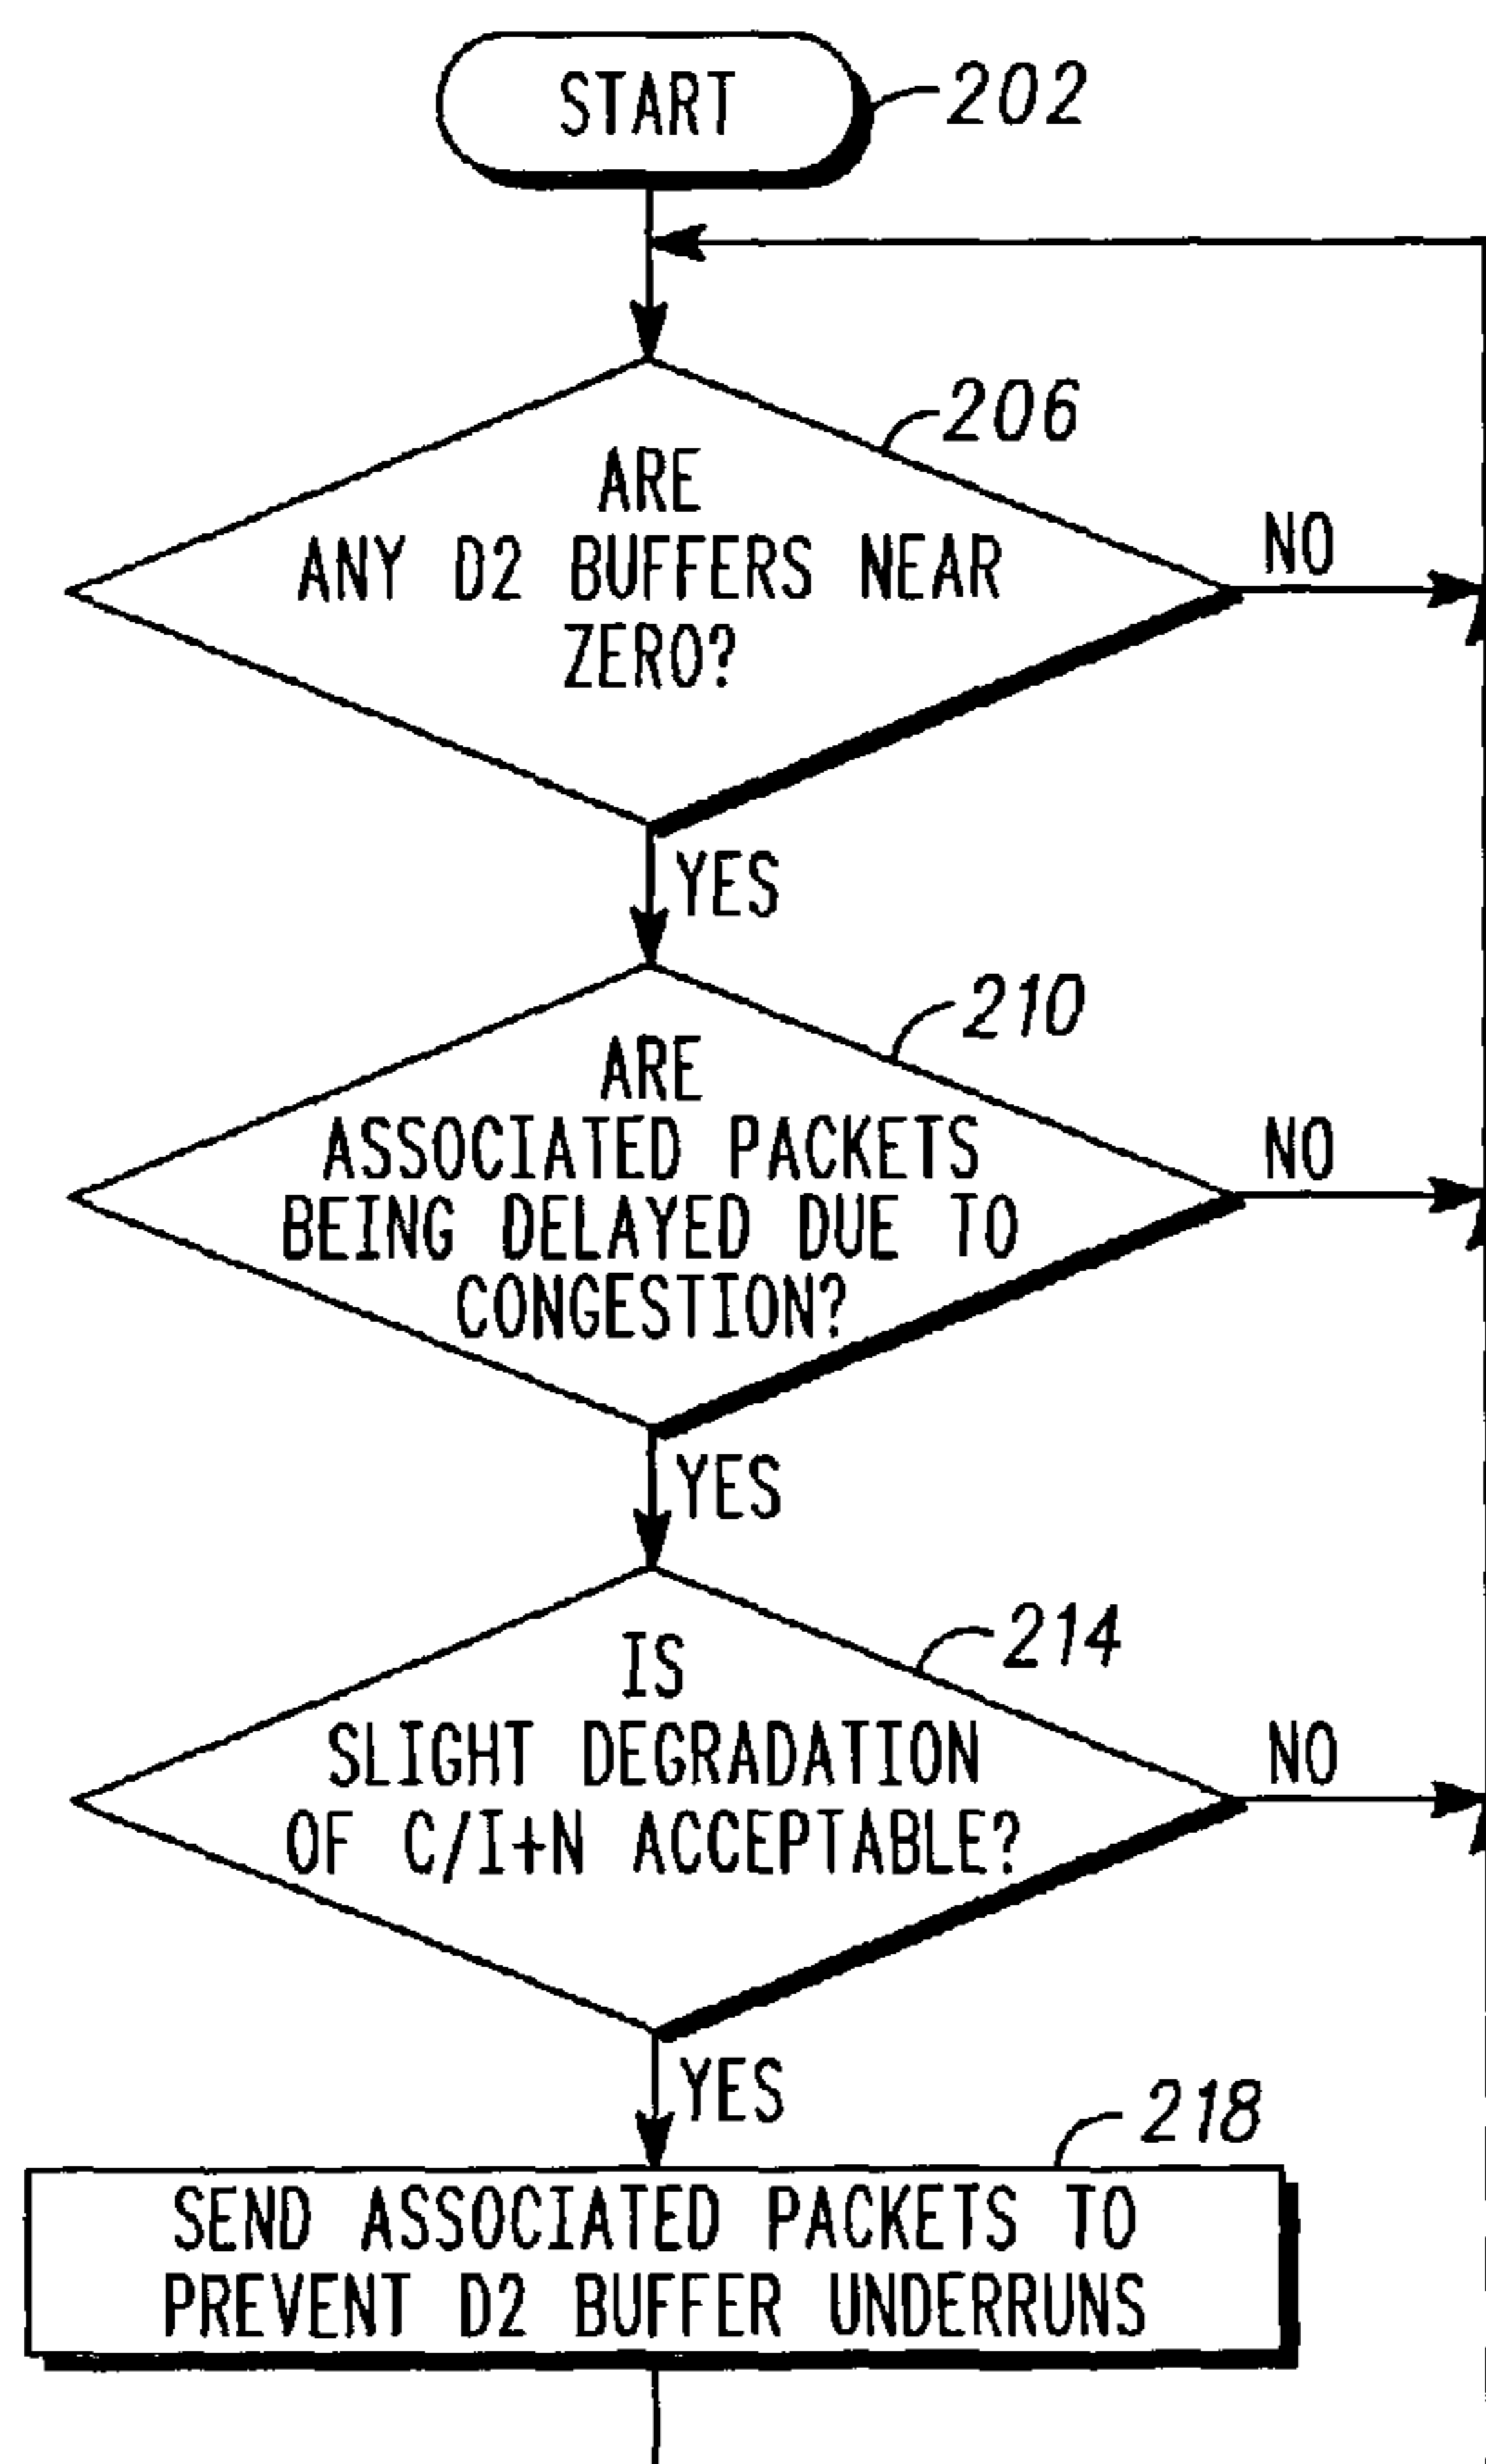 START
202
206
ARE
ANY D2 BUFFERS NEAR
ZERO?
NO
YES
210
ARE
ASSOCIATED PACKETS
BEING DELAYED DUE TO
CONGESTION?
NO
YES
214
IS
SLIGHT DEGRADATION
OF C/I+N ACCEPTABLE?
NO
YES
218
SEND ASSOCIATED PACKETS TO
PREVENT D2 BUFFER UNDERRUNS